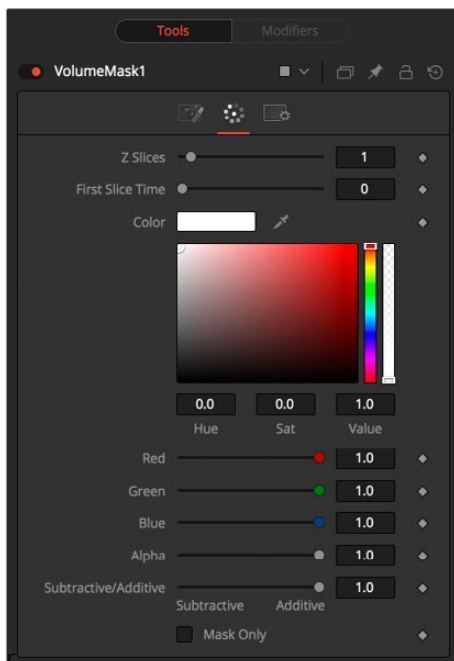 Tools Modifiers
VolumeMask1
Z Slices 1
First Slice Time 0
Color
0.0 0.0 1.0
Hue Sat Value
Red 1.0
Green 1.0
Blue 1.0
Alpha 1.0
Subtractive/Additive 1.0
Subtractive Additive
Mask Only